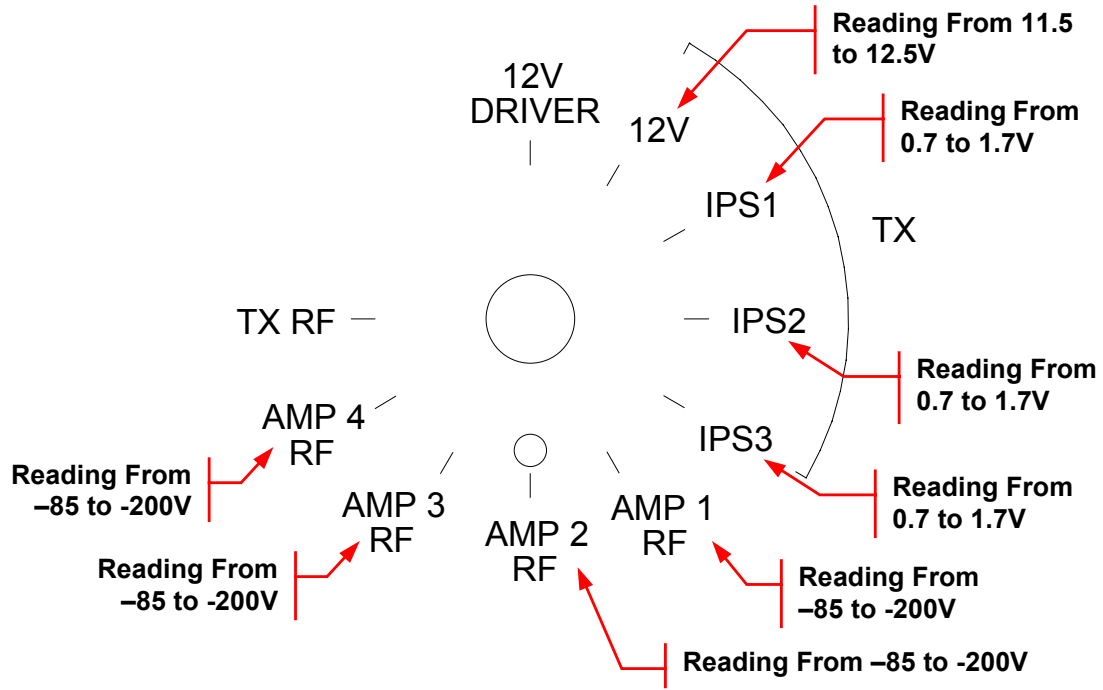 Reading From 11.5
to 12.5V
12V
DRIVER
12V
Reading From
0.7 to 1.7V
IPS1
TX
TX RF
IPS2
Reading From
0.7 to 1.7V
AMP 4
RF
IPS3
Reading From
–85 to -200V
Reading From
0.7 to 1.7V
AMP 3
RF
AMP 2
RF
AMP 1
RF
Reading From
–85 to -200V
Reading From
–85 to -200V
Reading From –85 to -200V